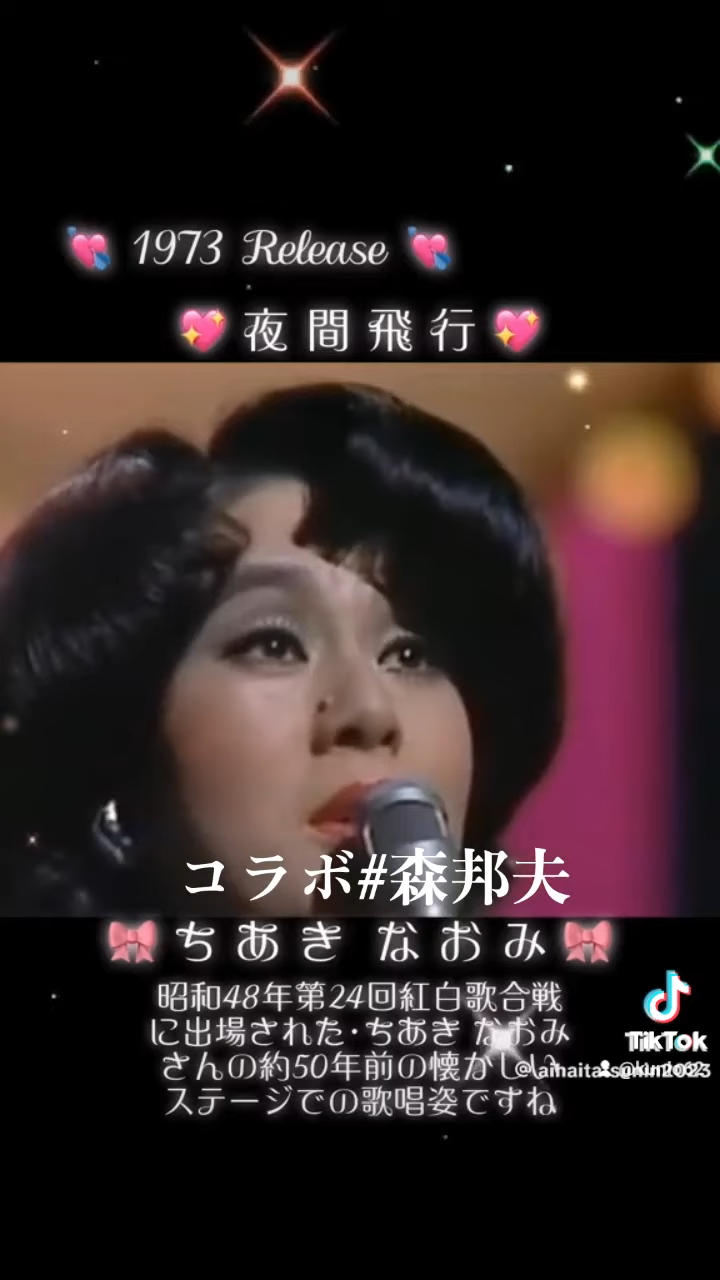 1973 Release
夜間飛行
コラボ#森邦夫
ちあき なおみ
昭和48年第24回紅白歌合戦
に出場された・ちあき なおみ
さんの約50年前の懐かしい
ステージでの歌唱姿ですね
TikTok